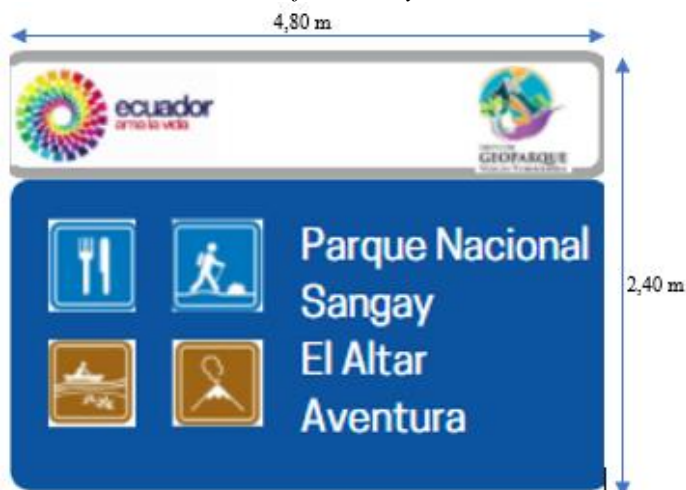 4,80 m
ecuador
ama la vida
GEOPARQUE
Parque Nacional
Sangay
El Altar
Aventura
2,40 m